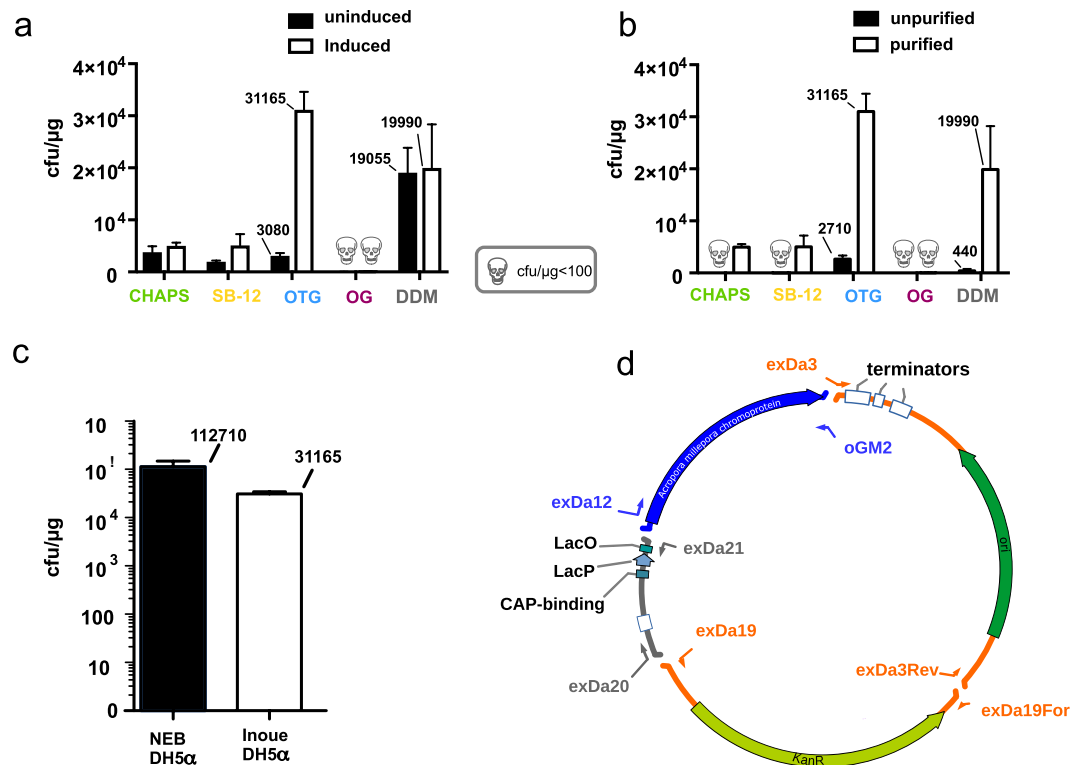 a
uninduced
Induced
4×10⁴
3×10⁴
2×10⁴
10⁴
0
cfu/µg
31165
3080
19055
19990
CHAPS
SB-12
OTG
OG
DDM
cfu/µg<100
b
unpurified
purified
4×10⁴
3×10⁴
2×10⁴
10⁴
0
cfu/µg
31165
2710
19990
440
CHAPS
SB-12
OTG
OG
DDM
c
10
10
10⁴
10³
100
10
0
cfu/µg
112710
31165
NEB
DH5α
Inoue
DH5α
d
exDa3
terminators
Acropora millepora chromoprotein
oGM2
exDa12
LacO
exDa21
LacP
CAP-binding
ori
exDa19
exDa20
exDa3Rev
exDa19For
KanR